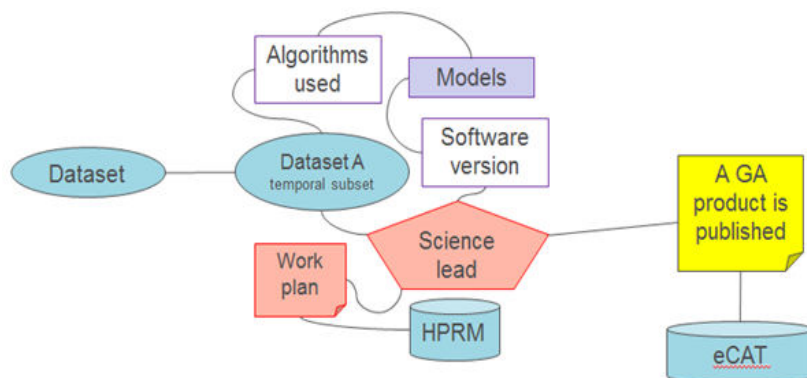 Algorithms
used
Models
Software
version
Dataset
Dataset A
temporal subset
A GA
product is
published
Science
lead
Work
plan
HPRM
eCAT